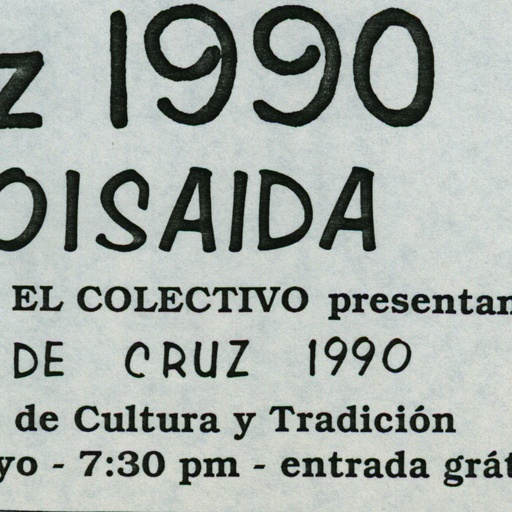 z 1990
OISAIDA
EL COLECTIVO presentan
DE CRUZ 1990
de Cultura y Tradición
yo - 7:30 pm - entrada grát